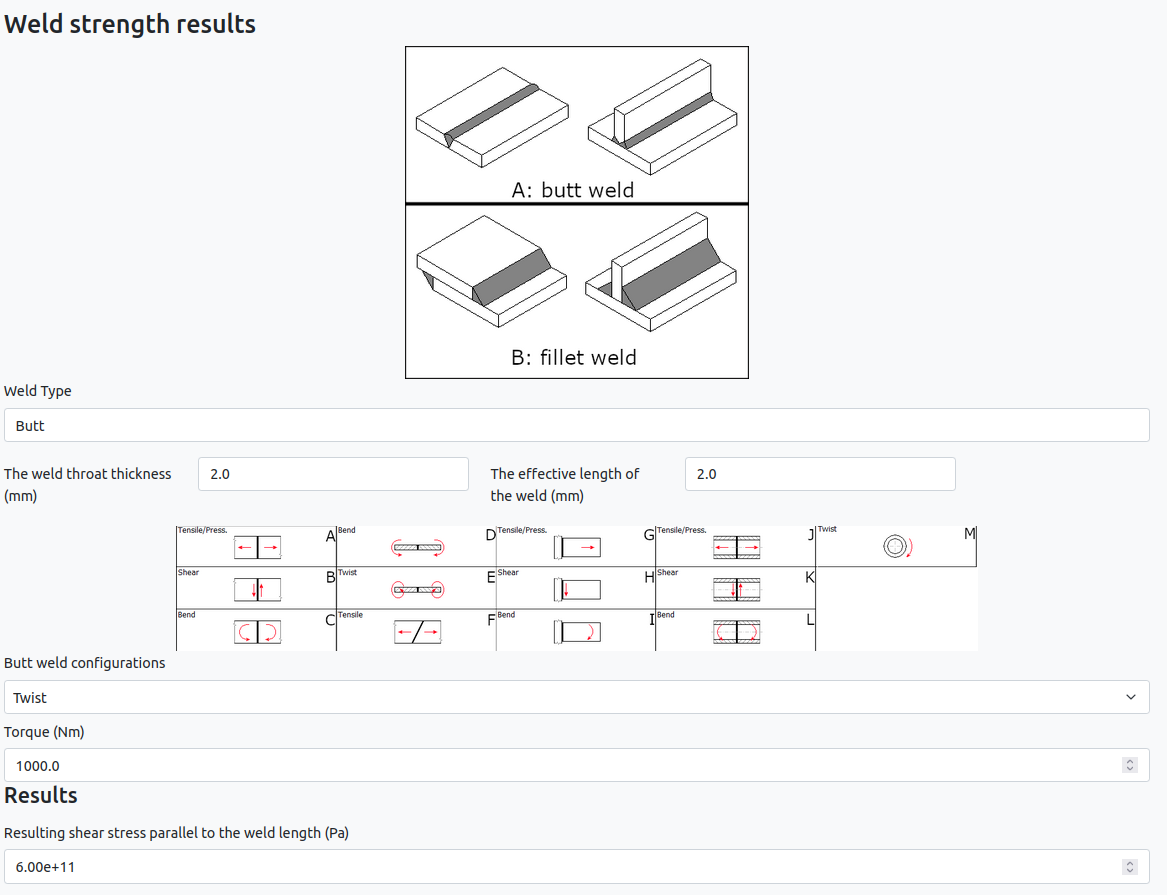 Weld strength results
A: butt weld
B: fillet weld
Weld Type
Butt
The weld throat thickness
(mm)
2.0
The effective length of
the weld (mm)
2.0
Tensile/Press. A
Bend D
Tensile/Press. G
Tensile/Press. J
Twist M
Shear B
Twist E
Shear H
Shear K
Bend C
Tensile F
Bend I
Bend L
Butt weld configurations
Twist
Torque (Nm)
1000.0
Results
Resulting shear stress parallel to the weld length (Pa)
6.00e+11